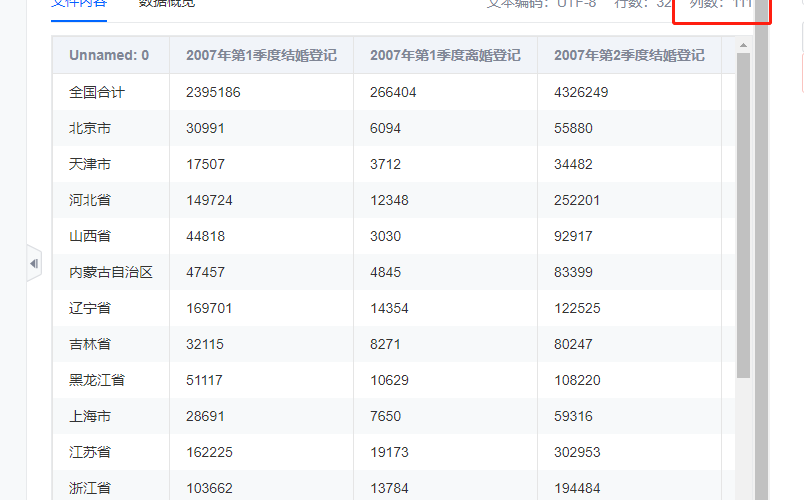 文件内容 数据概览 文本编码：UTF-8 行数：32 列数：111
Unnamed: 0 2007年第1季度结婚登记 2007年第1季度离婚登记 2007年第2季度结婚登记
全国合计 2395186 266404 4326249
北京市 30991 6094 55880
天津市 17507 3712 34482
河北省 149724 12348 252201
山西省 44818 3030 92917
内蒙古自治区 47457 4845 83399
辽宁省 169701 14354 122525
吉林省 32115 8271 80247
黑龙江省 51117 10629 108220
上海市 28691 7650 59316
江苏省 162225 19173 302953
浙江省 103662 13784 194484